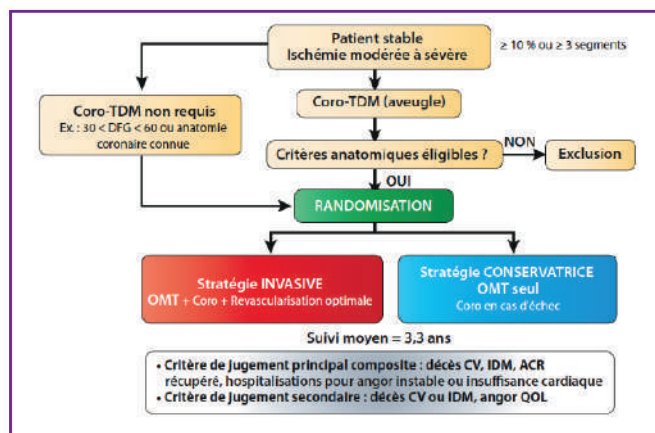 Patient stable
Ischémie modérée à sévère
≥ 10 % ou ≥ 3 segments
Coro-TDM non requis
Ex. : 30 < DFG < 60 ou anatomie
coronaire connue
Coro-TDM (aveugle)
Critères anatomiques éligibles ?
NON
Exclusion
OUI
RANDOMISATION
Stratégie INVASIVE
OMT + Coro + Revascularisation optimale
Stratégie CONSERVATRICE
OMT seul
Coro en cas d'échec
Suivi moyen = 3,3 ans
• Critère de jugement principal composite : décès CV, IDM, ACR
récupéré, hospitalisations pour angor instable ou insuffisance cardiaque
• Critère de jugement secondaire : décès CV ou IDM, angor QOL